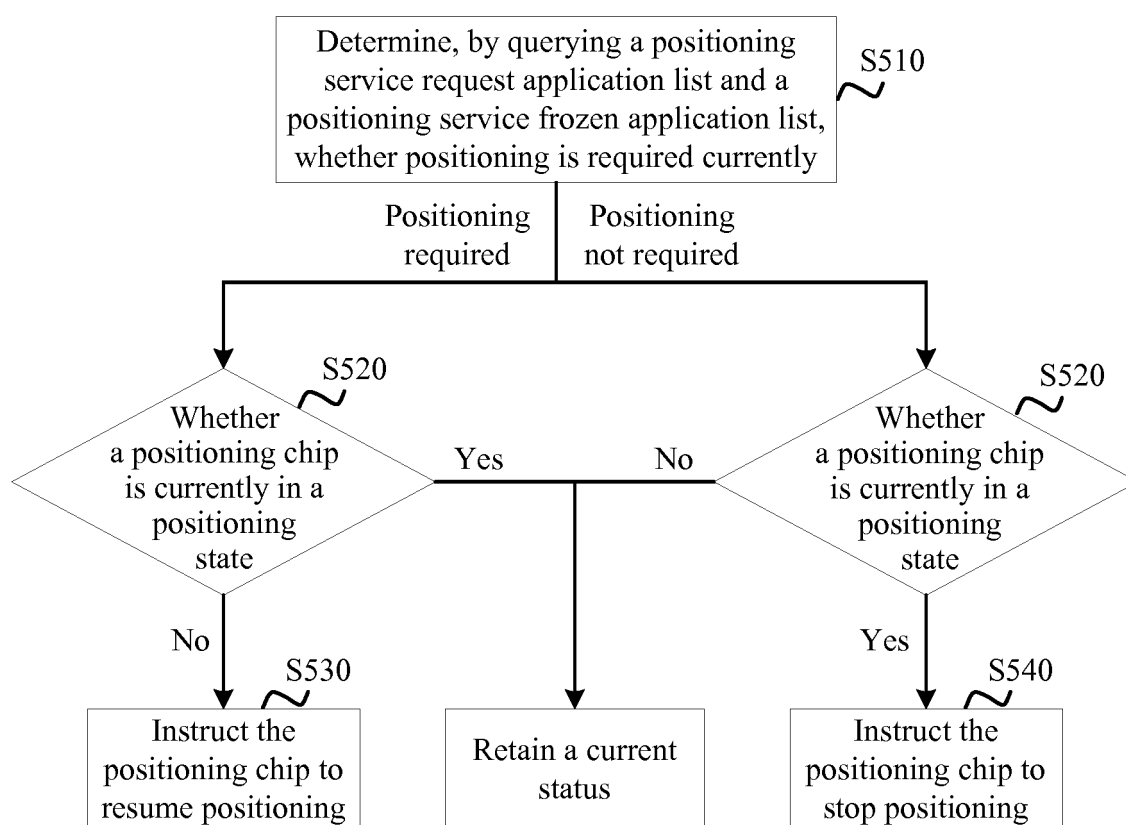 Determine, by querying a positioning
service request application list and a
positioning service frozen application list,
whether positioning is required currently
S510
Positioning
required
Positioning
not required
S520
Whether
a positioning chip
is currently in a
positioning
state
S520
Whether
a positioning chip
is currently in a
positioning
state
Yes
No
No
Yes
S530
Instruct the
positioning chip to
resume positioning
Retain a current
status
S540
Instruct the
positioning chip to
stop positioning